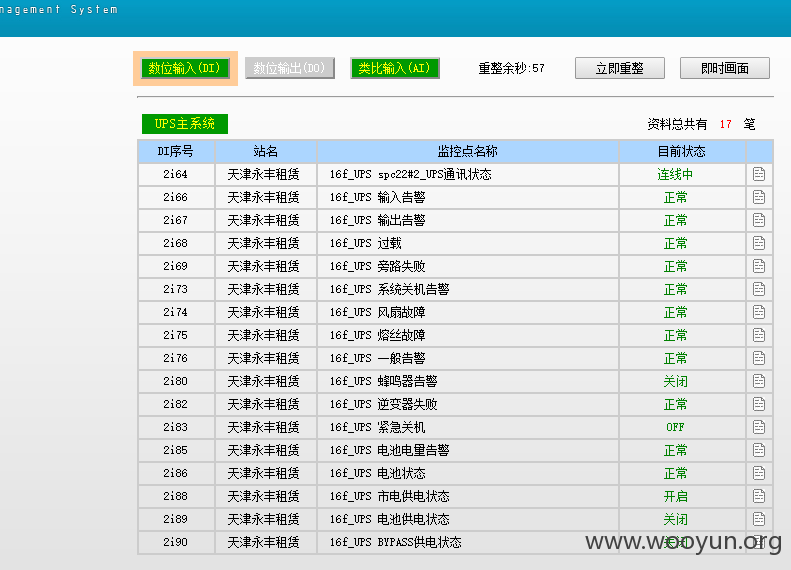 nagement System
数位输入(DI) 数位输出(DO) 类比输入(AI) 重整余秒:57 立即重整 即时画面
UPS主系统 资料总共有 17 笔
DI序号 站名 监控点名称 目前状态
2i64 天津永丰租赁 16f_UPS spc22#2_UPS通讯状态 连线中
2i66 天津永丰租赁 16f_UPS 输入告警 正常
2i67 天津永丰租赁 16f_UPS 输出告警 正常
2i68 天津永丰租赁 16f_UPS 过载 正常
2i69 天津永丰租赁 16f_UPS 旁路失败 正常
2i73 天津永丰租赁 16f_UPS 系统关机告警 正常
2i74 天津永丰租赁 16f_UPS 风扇故障 正常
2i75 天津永丰租赁 16f_UPS 熔丝故障 正常
2i76 天津永丰租赁 16f_UPS 一般告警 正常
2i80 天津永丰租赁 16f_UPS 蜂鸣器告警 关闭
2i82 天津永丰租赁 16f_UPS 逆变器失败 正常
2i83 天津永丰租赁 16f_UPS 紧急关机 OFF
2i85 天津永丰租赁 16f_UPS 电池电量告警 正常
2i86 天津永丰租赁 16f_UPS 电池状态 正常
2i88 天津永丰租赁 16f_UPS 市电供电状态 开启
2i89 天津永丰租赁 16f_UPS 电池供电状态 关闭
2i90 天津永丰租赁 16f_UPS BYPASS供电状态
www.wooyun.org